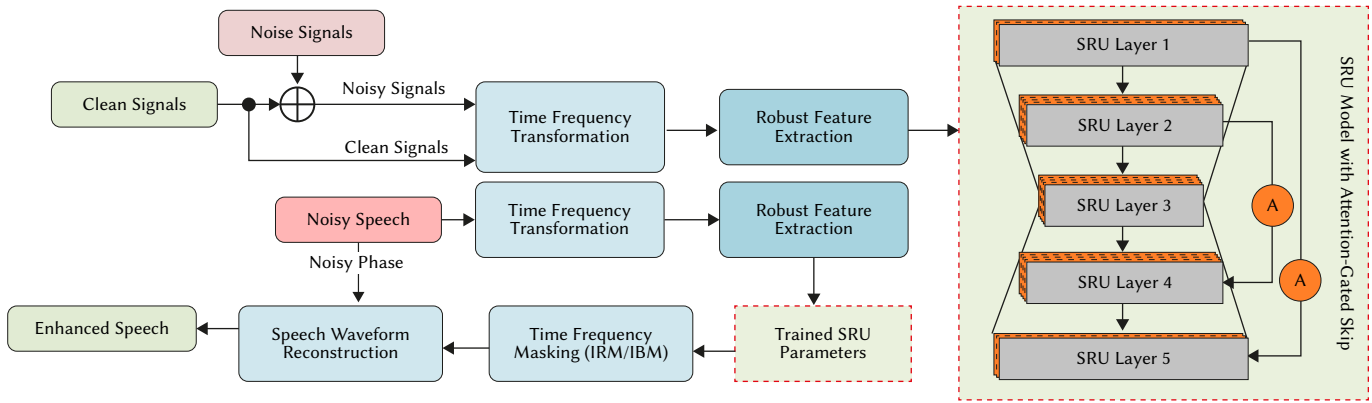 Noise Signals
Clean Signals
Noisy Signals
Clean Signals
Time Frequency
Transformation
Robust Feature
Extraction
Noisy Speech
Time Frequency
Transformation
Robust Feature
Extraction
Noisy Phase
Enhanced Speech
Speech Waveform
Reconstruction
Time Frequency
Masking (IRM/IBM)
Trained SRU
Parameters
SRU Layer 1
SRU Layer 2
SRU Layer 3
SRU Layer 4
SRU Layer 5
A
A
SRU Model with Attention-Gated Skip